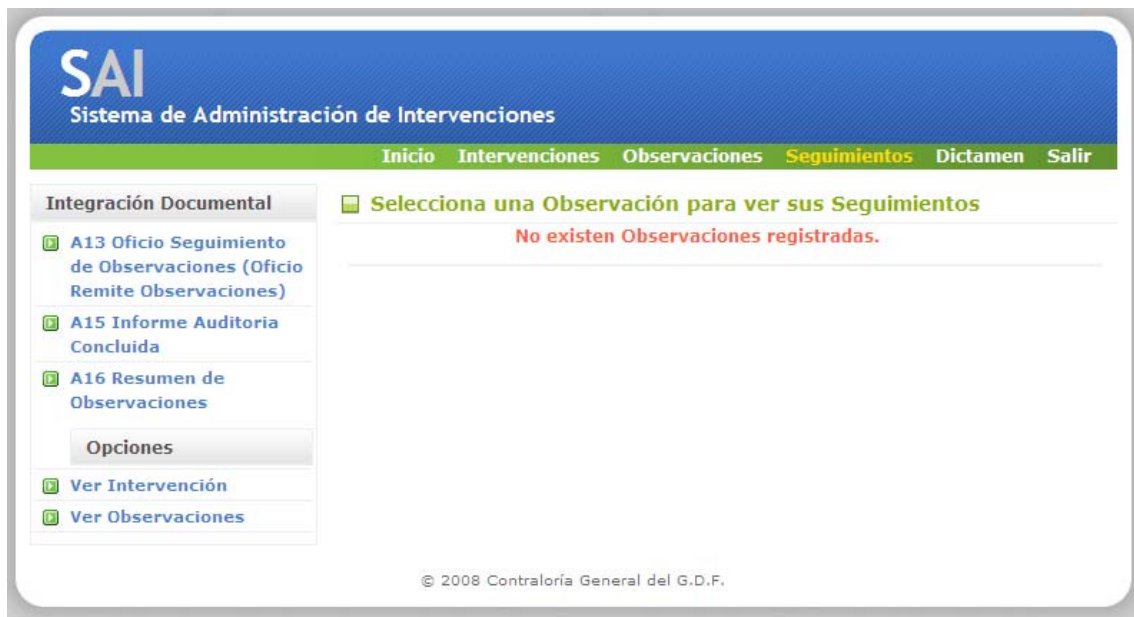 SAI
Sistema de Administración de Intervenciones
Inicio Intervenciones Observaciones Seguimientos Dictamen Salir
Integración Documental
A13 Oficio Seguimiento
de Observaciones (Oficio
Remite Observaciones)
A15 Informe Auditoria
Concluida
A16 Resumen de
Observaciones
Opciones
Ver Intervención
Ver Observaciones
Selecciona una Observación para ver sus Seguimientos
No existen Observaciones registradas.
© 2008 Contraloría General del G.D.F.